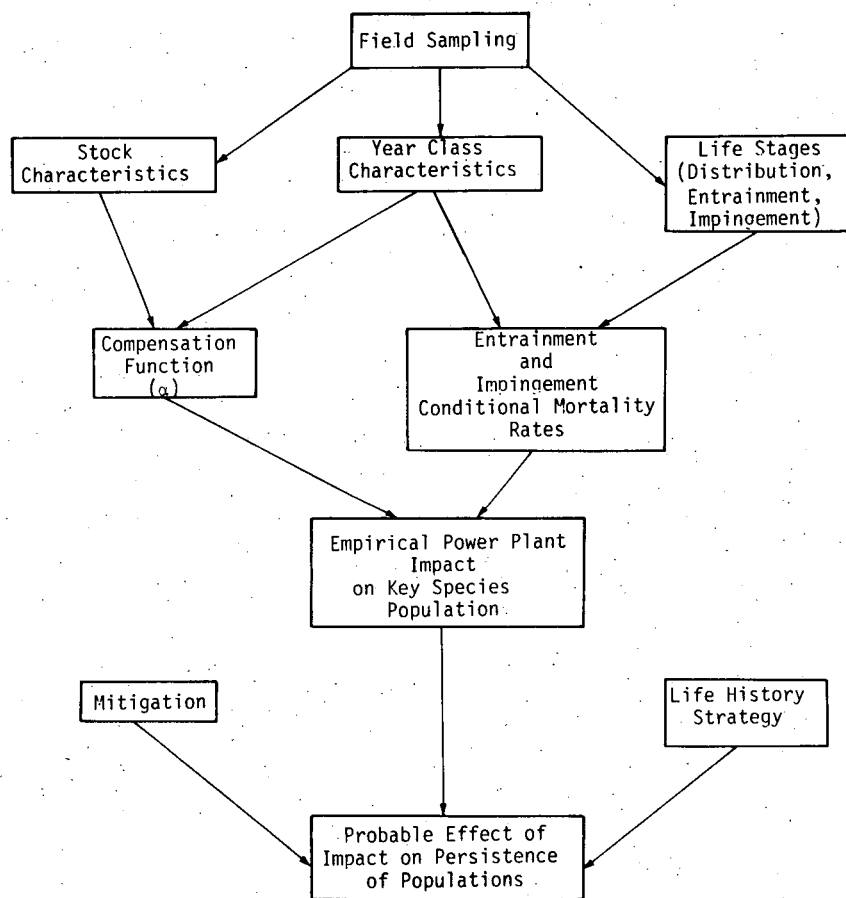 Field Sampling
Stock
Characteristics
Year Class
Characteristics
Life Stages
(Distribution,
Entrainment,
Impingement)
Compensation
Function
(α)
Entrainment
and
Impingement
Conditional Mortality
Rates
Empirical Power Plant
Impact
on Key Species
Population
Mitigation
Life History
Strategy
Probable Effect of
Impact on Persistence
of Populations